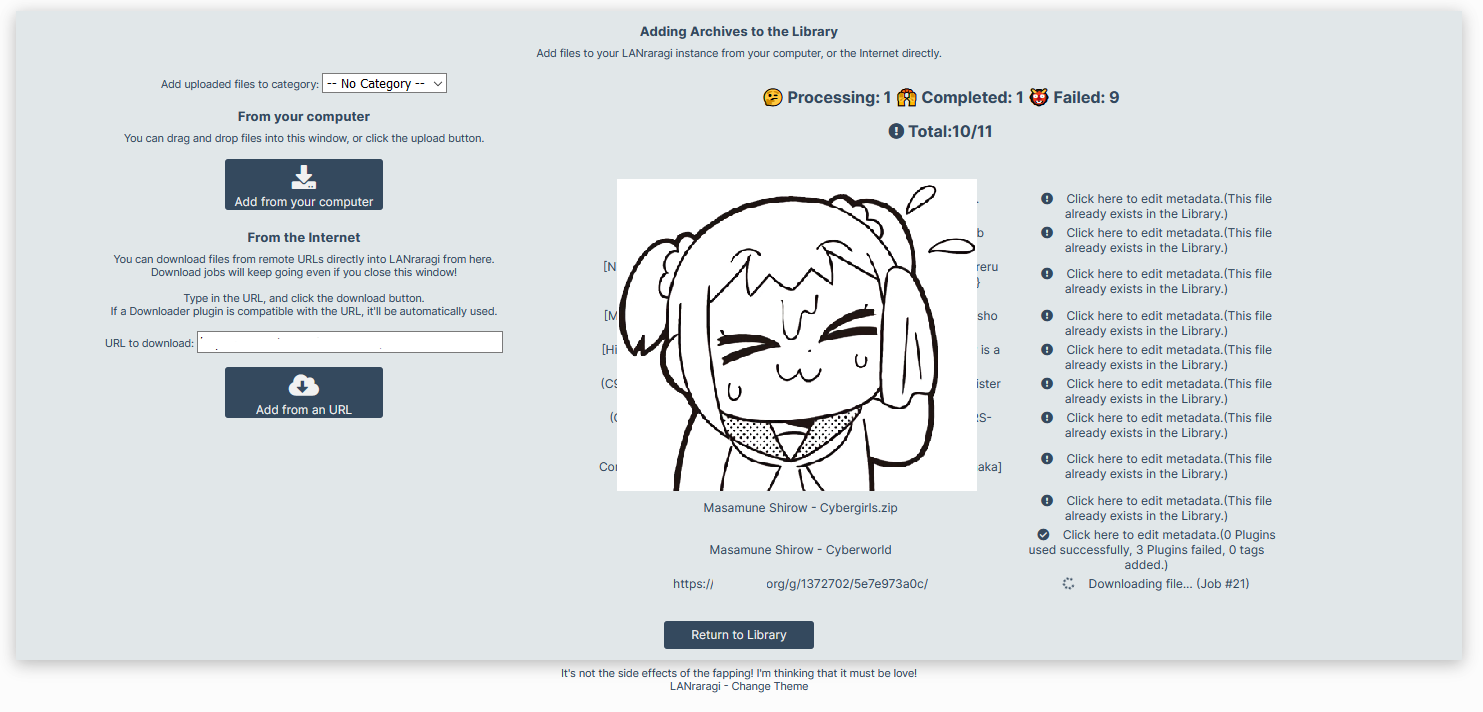 Adding Archives to the Library
Add files to your LANraragi instance from your computer, or the Internet directly.
Add uploaded files to category: -- No Category --
From your computer
You can drag and drop files into this window, or click the upload button.
Add from your computer
From the Internet
You can download files from remote URLs directly into LANraragi from here.
Download jobs will keep going even if you close this window!
Type in the URL, and click the download button.
If a Downloader plugin is compatible with the URL, it'll be automatically used.
URL to download:
Add from an URL
Processing: 1 Completed: 1 Failed: 9
Total:10/11
Click here to edit metadata.(This file
already exists in the Library.)
b
Click here to edit metadata.(This file
already exists in the Library.)
[N reru
}
Click here to edit metadata.(This file
already exists in the Library.)
[M sho
Click here to edit metadata.(This file
already exists in the Library.)
[Hi is a
Click here to edit metadata.(This file
already exists in the Library.)
(C9 ister
Click here to edit metadata.(This file
already exists in the Library.)
(C RS-
Click here to edit metadata.(This file
already exists in the Library.)
Com aka]
Click here to edit metadata.(This file
already exists in the Library.)
Masamune Shirow - Cybergirls.zip
Click here to edit metadata.(This file
already exists in the Library.)
Masamune Shirow - Cyberworld
Click here to edit metadata.(0 Plugins
used successfully, 3 Plugins failed, 0 tags
added.)
https:// org/g/1372702/5e7e973a0c/
Downloading file... (Job #21)
Return to Library
It's not the side effects of the fapping! I'm thinking that it must be love!
LANraragi - Change Theme